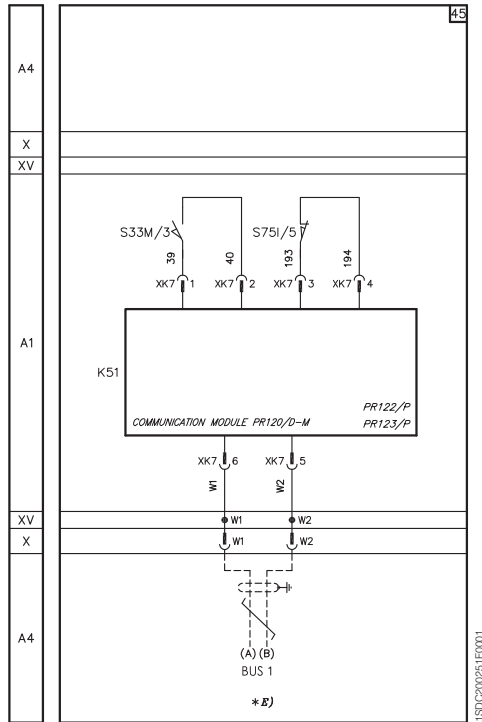 45
A4
X
XV
S33M/3
S75I/5
39
40
193
194
XK7 1
XK7 2
XK7 3
XK7 4
A1
K51
PR122/P
COMMUNICATION MODULE PR120/D-M
PR123/P
XK7 6
XK7 5
W1
W2
XV
W1
W2
X
W1
W2
A4
(A) (B)
BUS 1
*E)
1SDC200251F0001